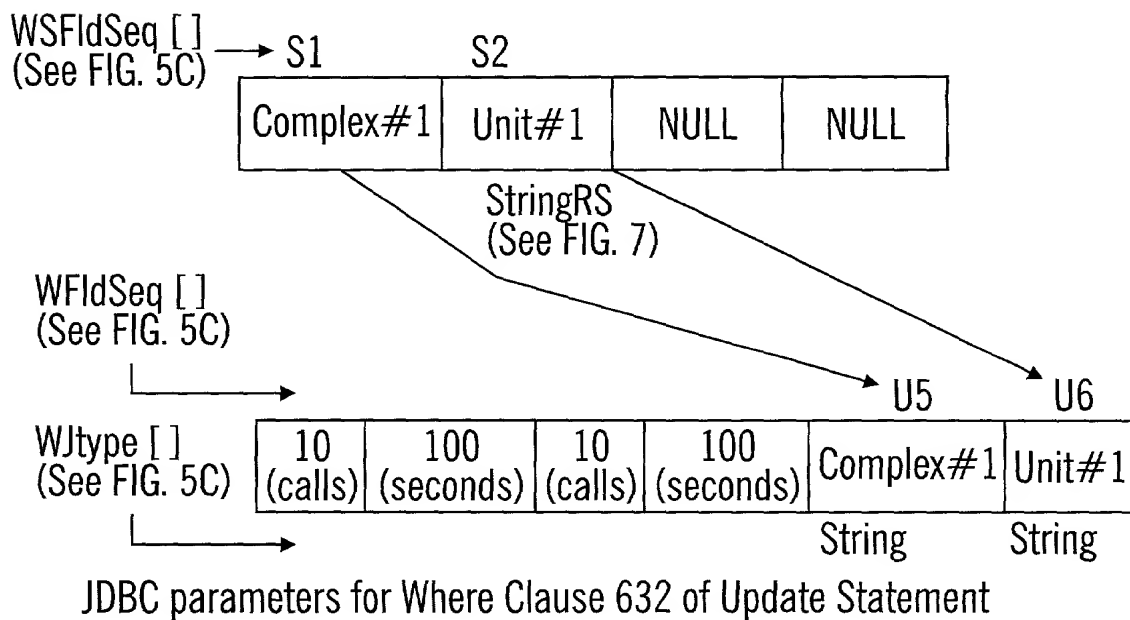 WSFldSeq [ ]
(See FIG. 5C)
S1 S2
Complex#1 Unit#1 NULL NULL
StringRS
(See FIG. 7)
WFldSeq [ ]
(See FIG. 5C)
U5 U6
WJtype [ ]
(See FIG. 5C)
10 100 10 100 Complex#1 Unit#1
(calls) (seconds) (calls) (seconds)
String String
JDBC parameters for Where Clause 632 of Update Statement